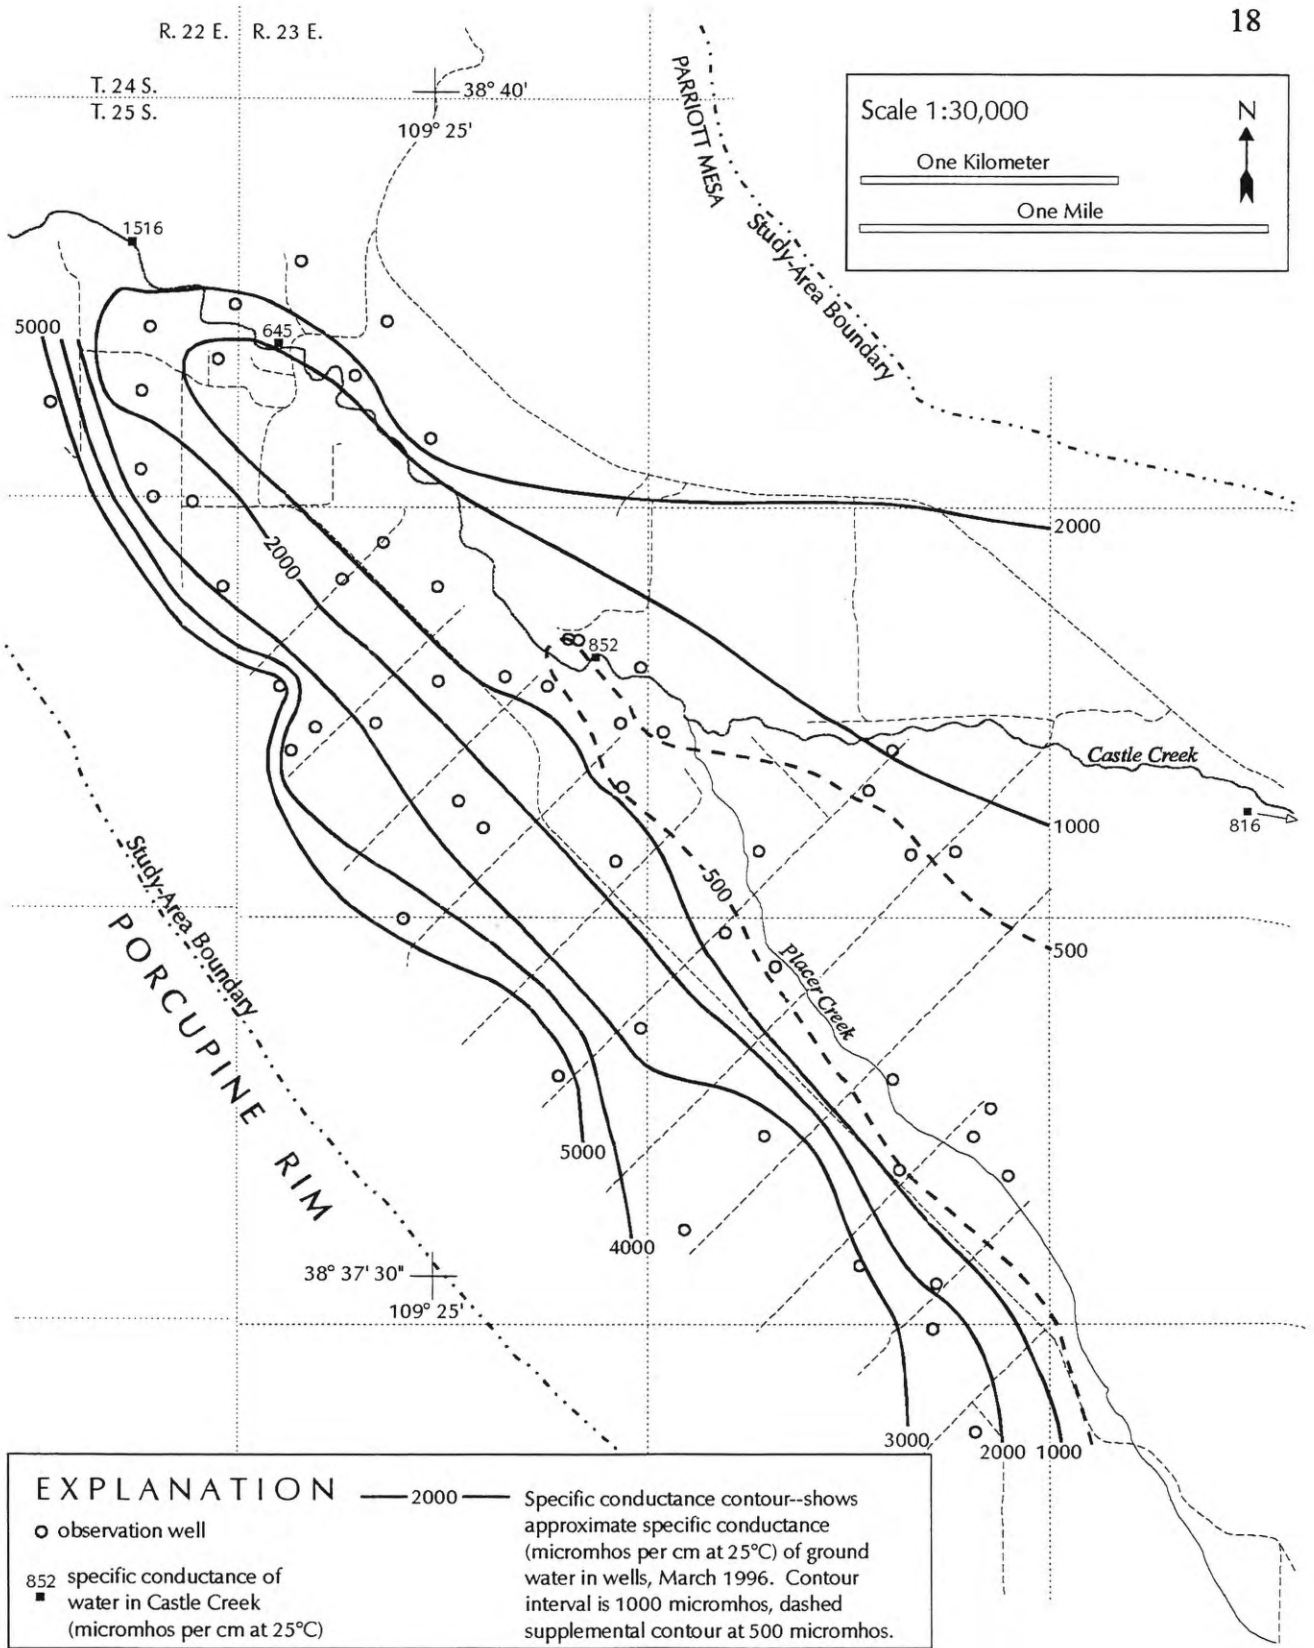 18
R. 22 E. R. 23 E.
T. 24 S.
T. 25 S.
38° 40'
109° 25'
PARRIOTT MESA
Study-Area Boundary
Scale 1:30,000
N
One Kilometer
One Mile
1516
5000
645
2000
2000
852
Castle Creek
1000
816
500
500
Placer Creek
Study-Area Boundary
PORCUPINE RIM
5000
4000
38° 37' 30"
109° 25'
3000
2000
1000
EXPLANATION
observation well
852 specific conductance of
water in Castle Creek
(micromhos per cm at 25°C)
2000
Specific conductance contour--shows
approximate specific conductance
(micromhos per cm at 25°C) of ground
water in wells, March 1996. Contour
interval is 1000 micromhos, dashed
supplemental contour at 500 micromhos.